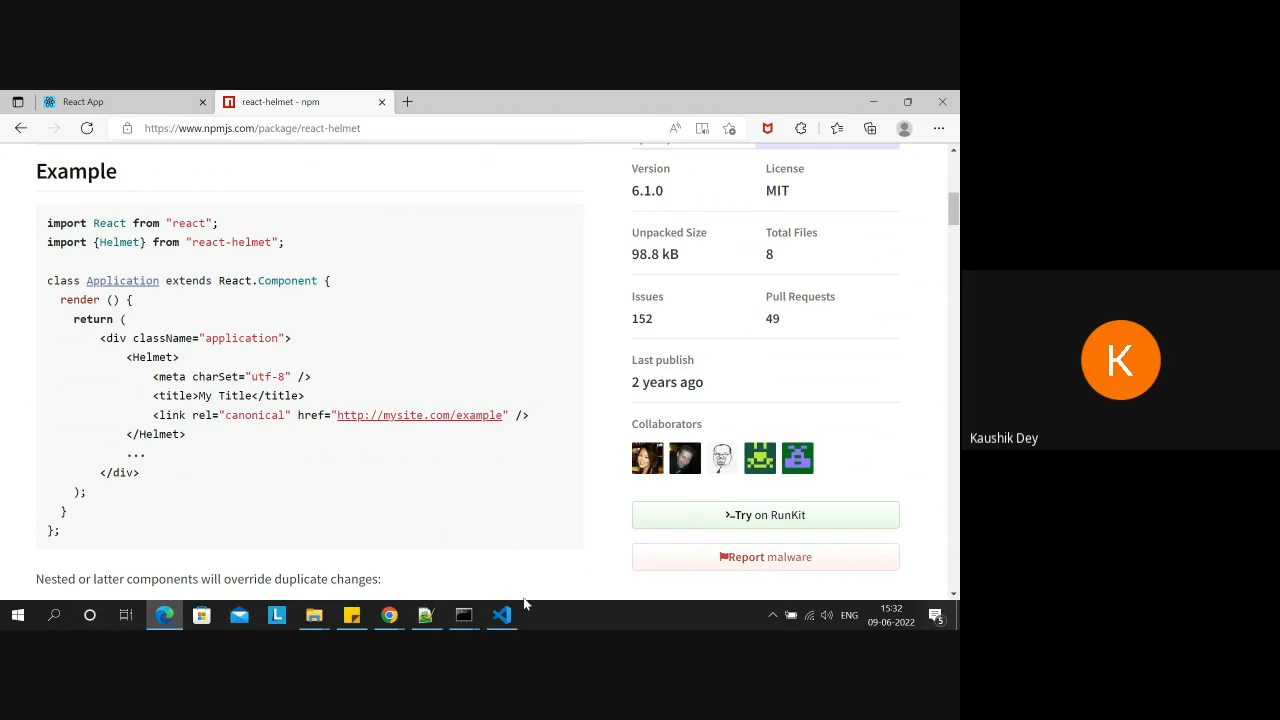 React App
react-helmet - npm
https://www.npmjs.com/package/react-helmet
Example
import React from "react";
import {Helmet} from "react-helmet";
class Application extends React.Component {
render () {
return (
<div className="application">
<Helmet>
<meta charSet="utf-8" />
<title>My Title</title>
<link rel="canonical" href="http://mysite.com/example" />
</Helmet>
...
</div>
);
}
};
Nested or latter components will override duplicate changes:
Version
License
6.1.0
MIT
Unpacked Size
Total Files
98.8 kB
8
Issues
Pull Requests
152
49
Last publish
2 years ago
Collaborators
Try on RunKit
Report malware
K
Kaushik Dey
L
ENG
15:32
09-06-2022
5